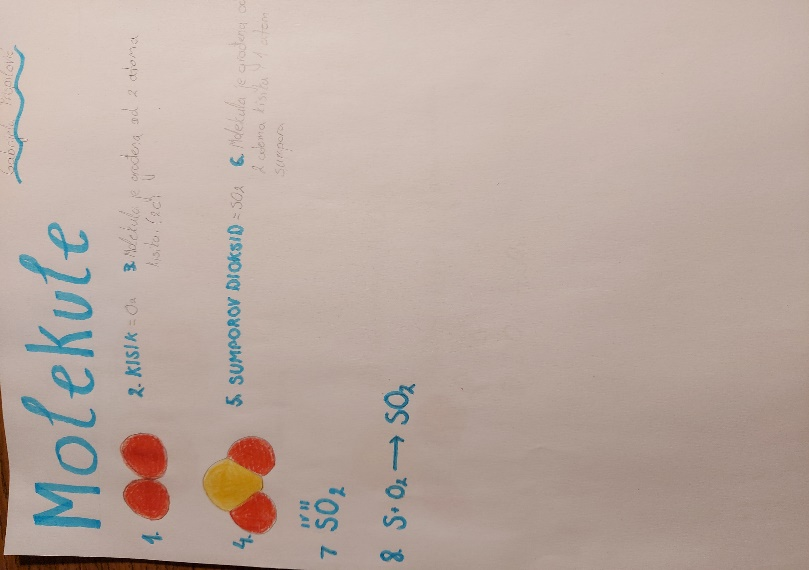 Molekule
1.
2. KISIK = O2
3. Molekula je građena od 2 atoma
kisika
4.
5. SUMPOROV DIOKSID = SO2
6. Molekula je građena od
2 atoma kisika i 1 atom
sumpora
7 SO2
8. S+O2 → SO2